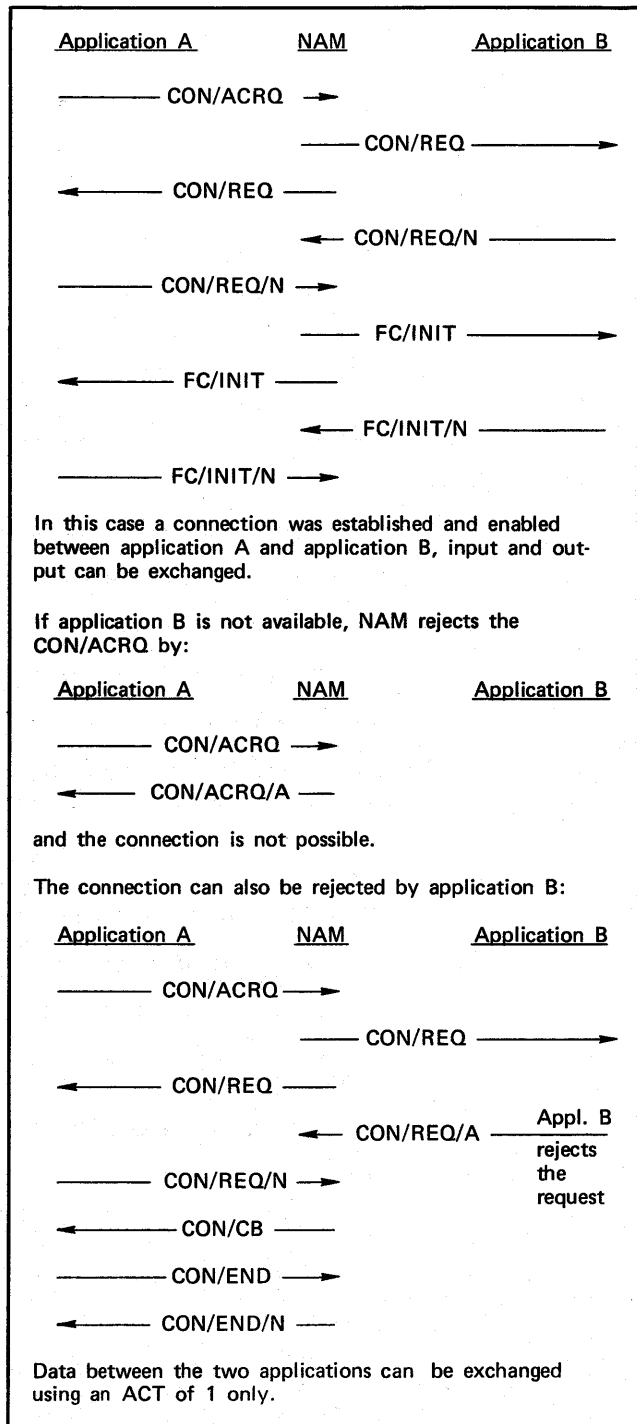 Application A NAM Application B
CON/ACRQ
CON/REQ
CON/REQ
CON/REQ/N
CON/REQ/N
FC/INIT
FC/INIT
FC/INIT/N
FC/INIT/N
In this case a connection was established and enabled
between application A and application B, input and out-
put can be exchanged.
If application B is not available, NAM rejects the
CON/ACRQ by:
Application A NAM Application B
CON/ACRQ
CON/ACRQ/A
and the connection is not possible.
The connection can also be rejected by application B:
Application A NAM Application B
CON/ACRQ
CON/REQ
CON/REQ
CON/REQ/A Appl. B
rejects
the
request
CON/REQ/N
CON/CB
CON/END
CON/END/N
Data between the two applications can be exchanged
using an ACT of 1 only.